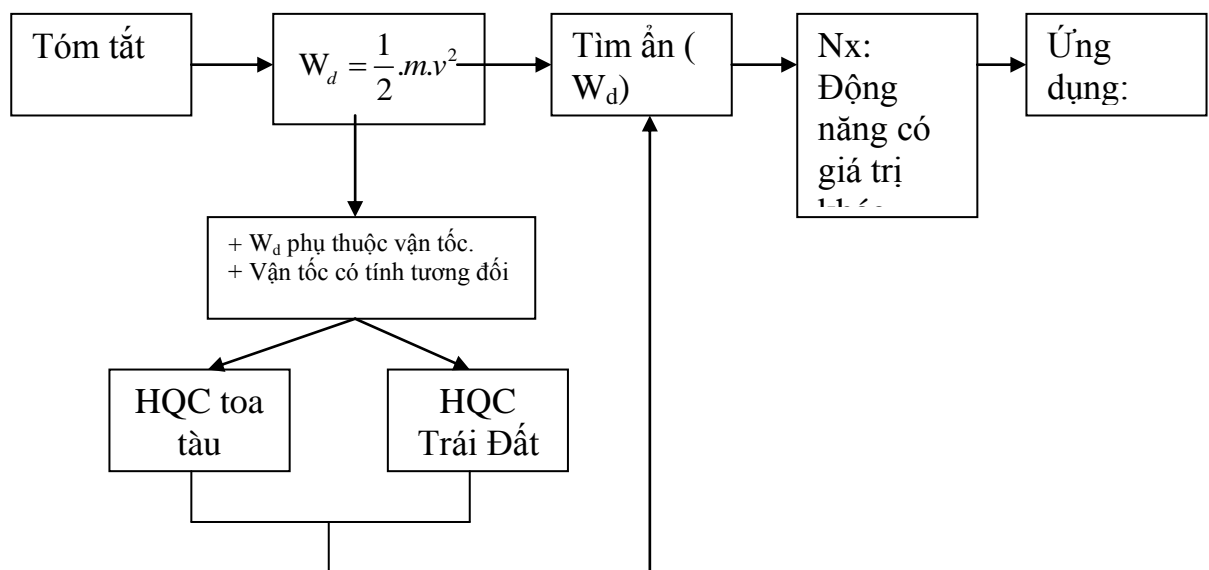 Tóm tắt
W_d = \frac{1}{2}.m.v^2
Tìm ẩn (
W_d)
Nx:
Động
năng có
giá trị
Ứng
dụng:
+ W_d phụ thuộc vận tốc.
+ Vận tốc có tính tương đối
HQC toa
tàu
HQC
Trái Đất